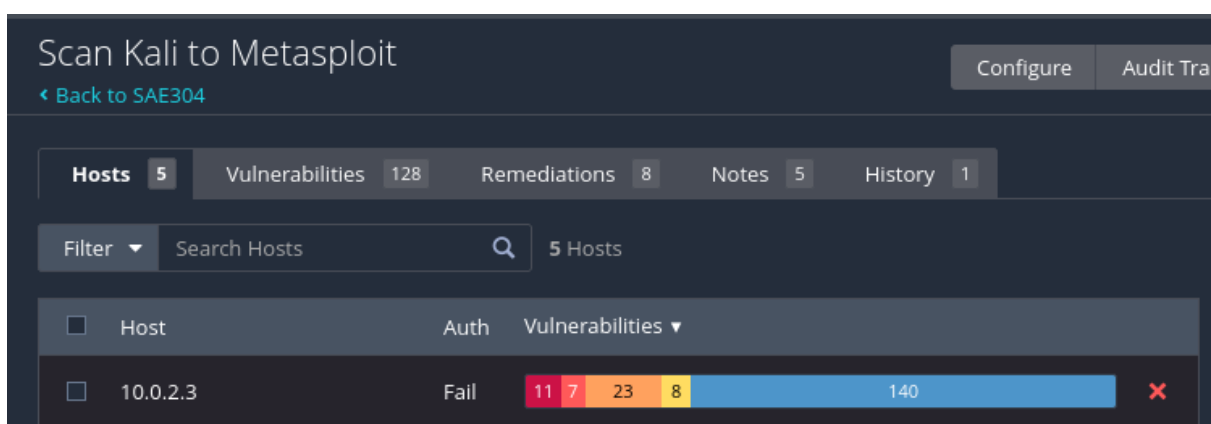 Scan Kali to Metasploit
Configure Audit Tra
Back to SAE304
Hosts 5 Vulnerabilities 128 Remediations 8 Notes 5 History 1
Filter Search Hosts 5 Hosts
Host Auth Vulnerabilities
10.0.2.3 Fail 11 7 23 8 140